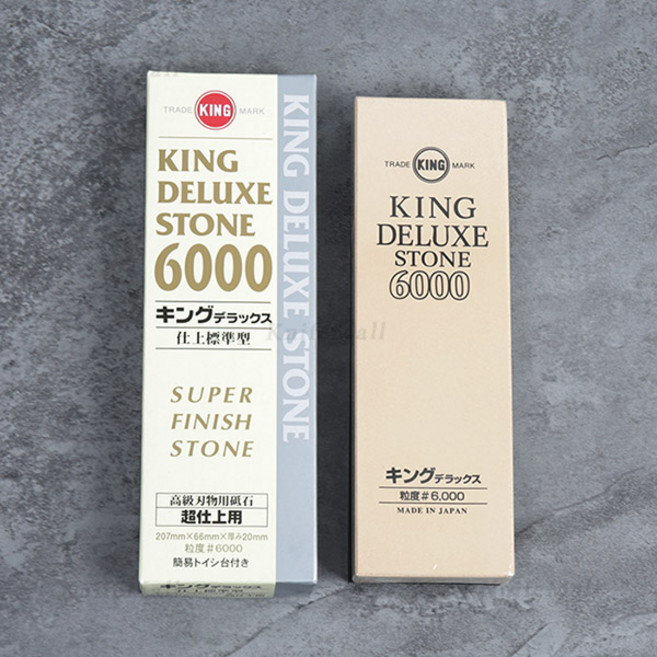 TRADE KING MARK
KING
DELUXE
STONE
6000
キングデラックス
仕上標準型
SUPER
FINISH
STONE
高級刃物用砥石
超仕上用
207mm×66mm×厚み20mm
粒度#6000
簡易トイシ台付き
KING DELUXE STONE
TRADE KING MARK
KING
DELUXE
STONE
6000
キングデラックス
粒度#6,000
MADE IN JAPAN